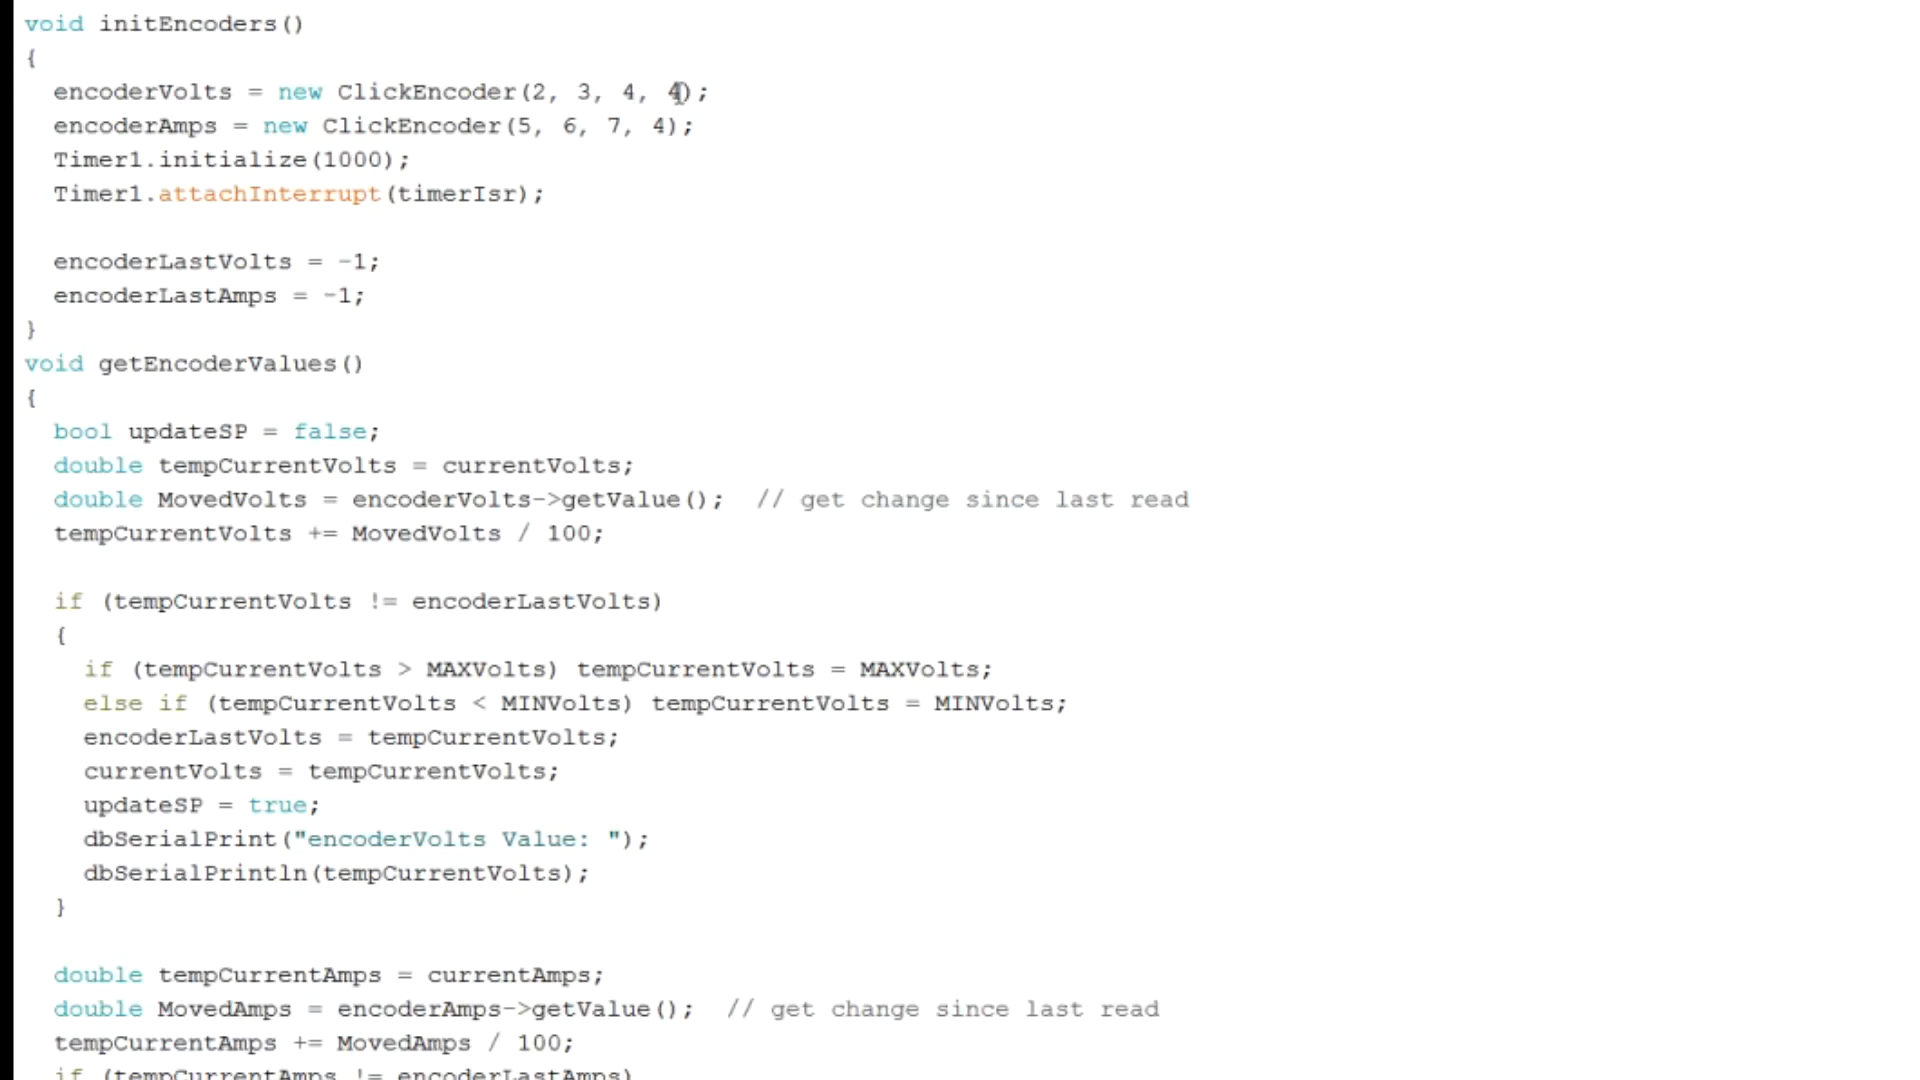 void initEncoders()
{
  encoderVolts = new ClickEncoder(2, 3, 4, 4);
  encoderAmps = new ClickEncoder(5, 6, 7, 4);
  Timer1.initialize(1000);
  Timer1.attachInterrupt(timerIsr);

  encoderLastVolts = -1;
  encoderLastAmps = -1;
}
void getEncoderValues()
{
  bool updateSP = false;
  double tempCurrentVolts = currentVolts;
  double MovedVolts = encoderVolts->getValue();  // get change since last read
  tempCurrentVolts += MovedVolts / 100;

  if (tempCurrentVolts != encoderLastVolts)
  {
    if (tempCurrentVolts > MAXVolts) tempCurrentVolts = MAXVolts;
    else if (tempCurrentVolts < MINVolts) tempCurrentVolts = MINVolts;
    encoderLastVolts = tempCurrentVolts;
    currentVolts = tempCurrentVolts;
    updateSP = true;
    dbSerialPrint("encoderVolts Value: ");
    dbSerialPrintln(tempCurrentVolts);
  }

  double tempCurrentAmps = currentAmps;
  double MovedAmps = encoderAmps->getValue();  // get change since last read
  tempCurrentAmps += MovedAmps / 100;
  if (tempCurrentAmps != encoderLastAmps)